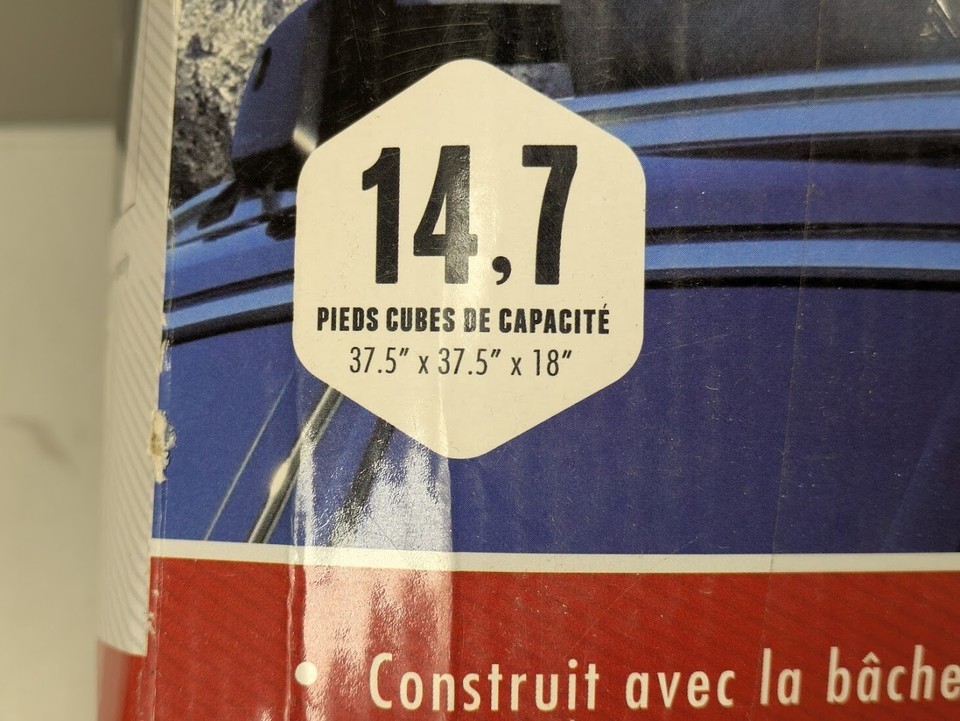 14,7
PIEDS CUBES DE CAPACITÉ
37.5" x 37.5" x 18"
• Construit avec la bâche